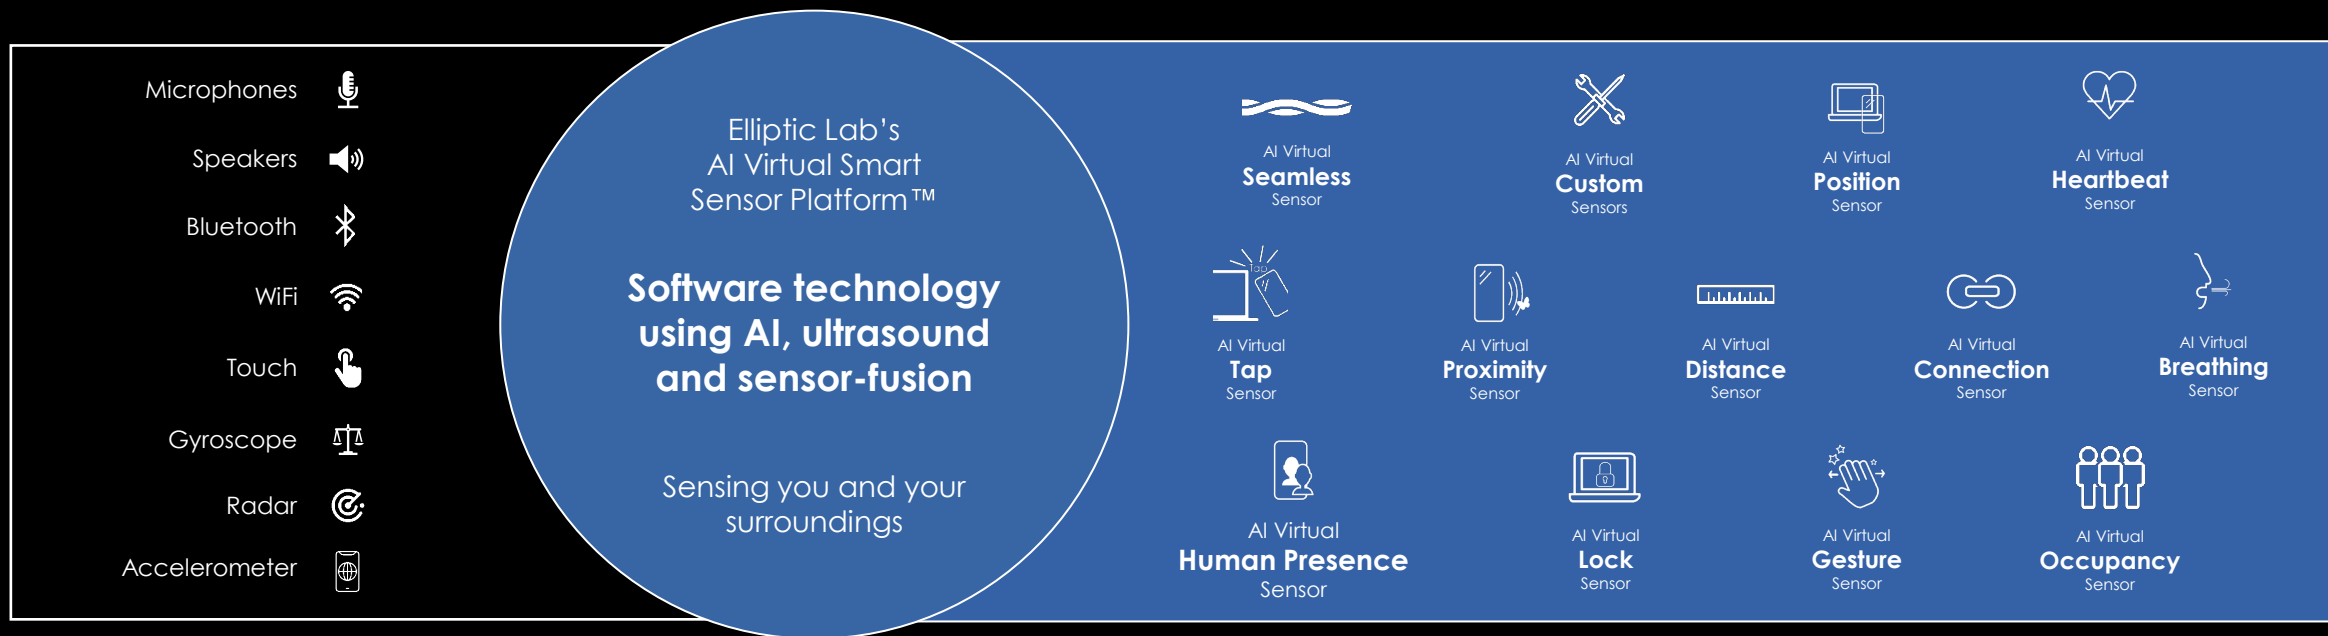 Microphones
Speakers
Bluetooth
WiFi
Touch
Gyroscope
Radar
Accelerometer
Elliptic Lab’s
AI Virtual Smart
Sensor Platform™
Software technology
using AI, ultrasound
and sensor-fusion
Sensing you and your
surroundings
AI Virtual
Seamless
Sensor
AI Virtual
Custom
Sensors
AI Virtual
Position
Sensor
AI Virtual
Heartbeat
Sensor
Tap
AI Virtual
Tap
Sensor
AI Virtual
Proximity
Sensor
AI Virtual
Distance
Sensor
AI Virtual
Connection
Sensor
AI Virtual
Breathing
Sensor
AI Virtual
Human Presence
Sensor
AI Virtual
Lock
Sensor
AI Virtual
Gesture
Sensor
AI Virtual
Occupancy
Sensor